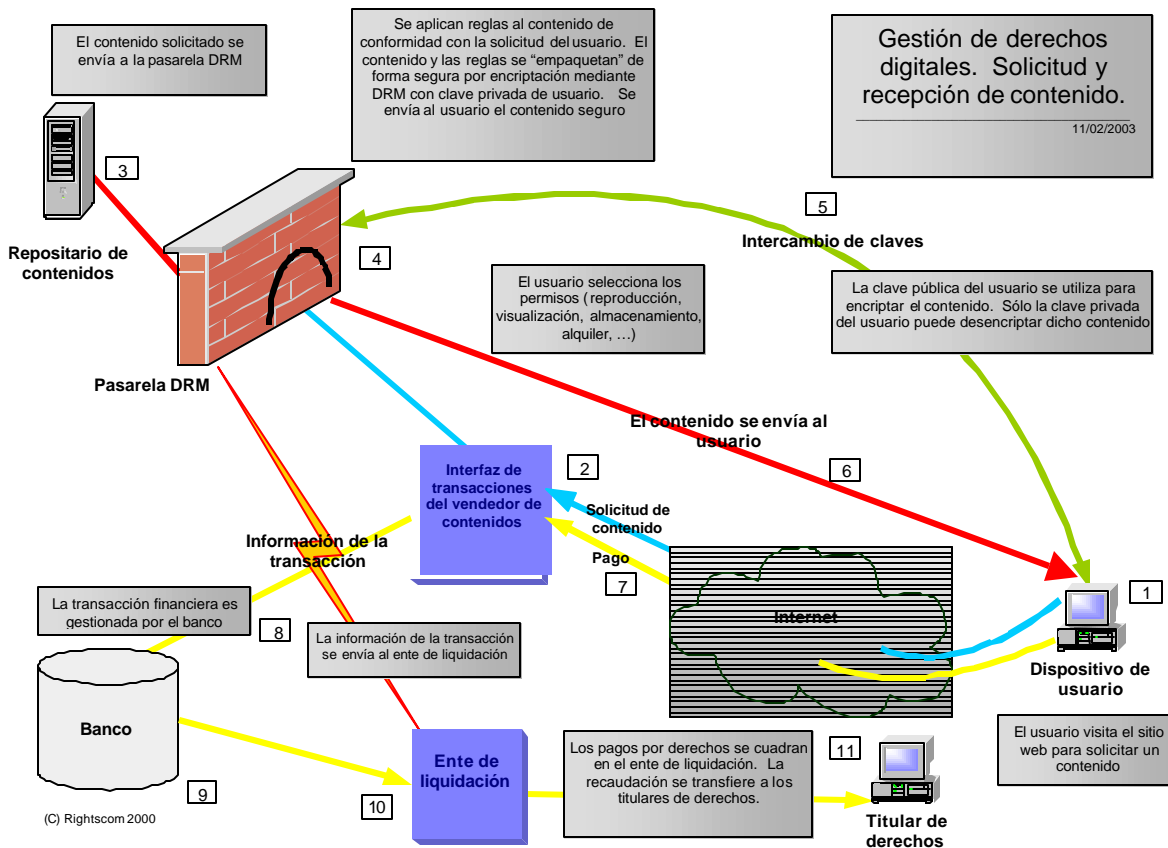 El contenido solicitado se
envía a la pasarela DRM
Se aplican reglas al contenido de
conformidad con la solicitud del usuario. El
contenido y las reglas se “empaquetan” de
forma segura por encriptación mediante
DRM con clave privada de usuario. Se
envía al usuario el contenido seguro
Gestión de derechos
digitales. Solicitud y
recepción de contenido.
11/02/2003
3
Repositario de
contenidos
4
5
Intercambio de claves
El usuario selecciona los
permisos (reproducción,
visualización, almacenamiento,
alquiler, …)
La clave pública del usuario se utiliza para
encriptar el contenido. Sólo la clave privada
del usuario puede desencriptar dicho contenido
Pasarela DRM
El contenido se envía al
usuario
6
Interfaz de
transacciones
del vendedor de
contenidos
2
Solicitud de
contenido
Pago
7
Información de la
transacción
Internet
1
Dispositivo de
usuario
La transacción financiera es
gestionada por el banco
8
La información de la transacción
se envía al ente de liquidación
Banco
9
Ente de
liquidación
10
Los pagos por derechos se cuadran
en el ente de liquidación. La
recaudación se transfiere a los
titulares de derechos.
11
Titular de
derechos
El usuario visita el sitio
web para solicitar un
contenido
(C) Rightscom 2000